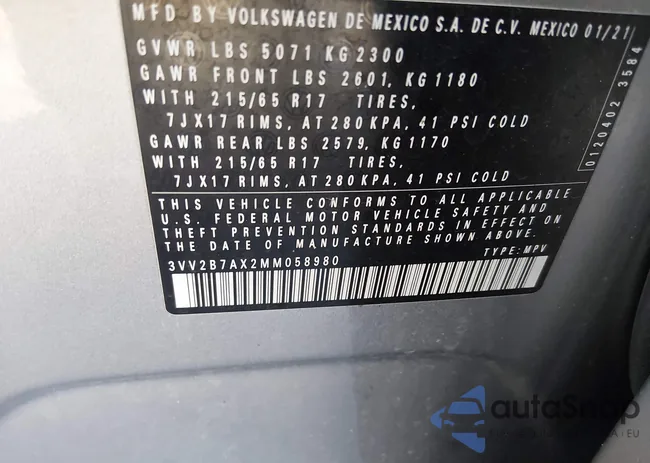 MFD BY VOLKSWAGEN DE MEXICO S.A. DE C.V. MEXICO 01/21
GVWR LBS 5071 KG 2300
GAWR FRONT LBS 2601, KG 1180
WITH 215/65 R17 TIRES,
7JX17 RIMS, AT 280 KPA, 41 PSI COLD
GAWR REAR LBS 2579, KG 1170
WITH 215/65 R17 TIRES,
7JX17 RIMS, AT 280 KPA, 41 PSI COLD
THIS VEHICLE CONFORMS TO ALL APPLICABLE
U.S. FEDERAL MOTOR VEHICLE SAFETY AND
THEFT PREVENTION STANDARDS IN EFFECT ON
THE DATE OF MANUFACTURE SHOWN ABOVE.
3VV2B7AX2MM058980 TYPE: MPV
0120402 3584
autoSnap
EU